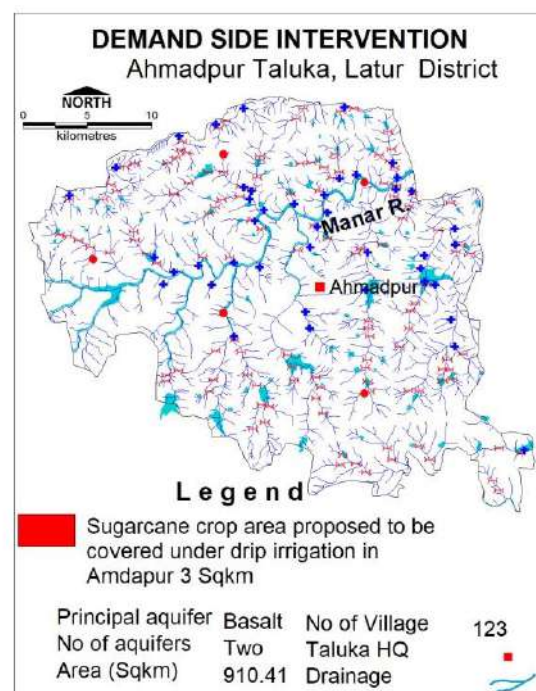 DEMAND SIDE INTERVENTION
Ahmadpur Taluka, Latur District
NORTH
0 5 10
kilometres
Manar R.
Ahmadpur
Legend
Sugarcane crop area proposed to be
covered under drip irrigation in
Amdapur 3 Sqkm
Principal aquifer Basalt No of Village 123
No of aquifers Two Taluka HQ
Area (Sqkm) 910.41 Drainage